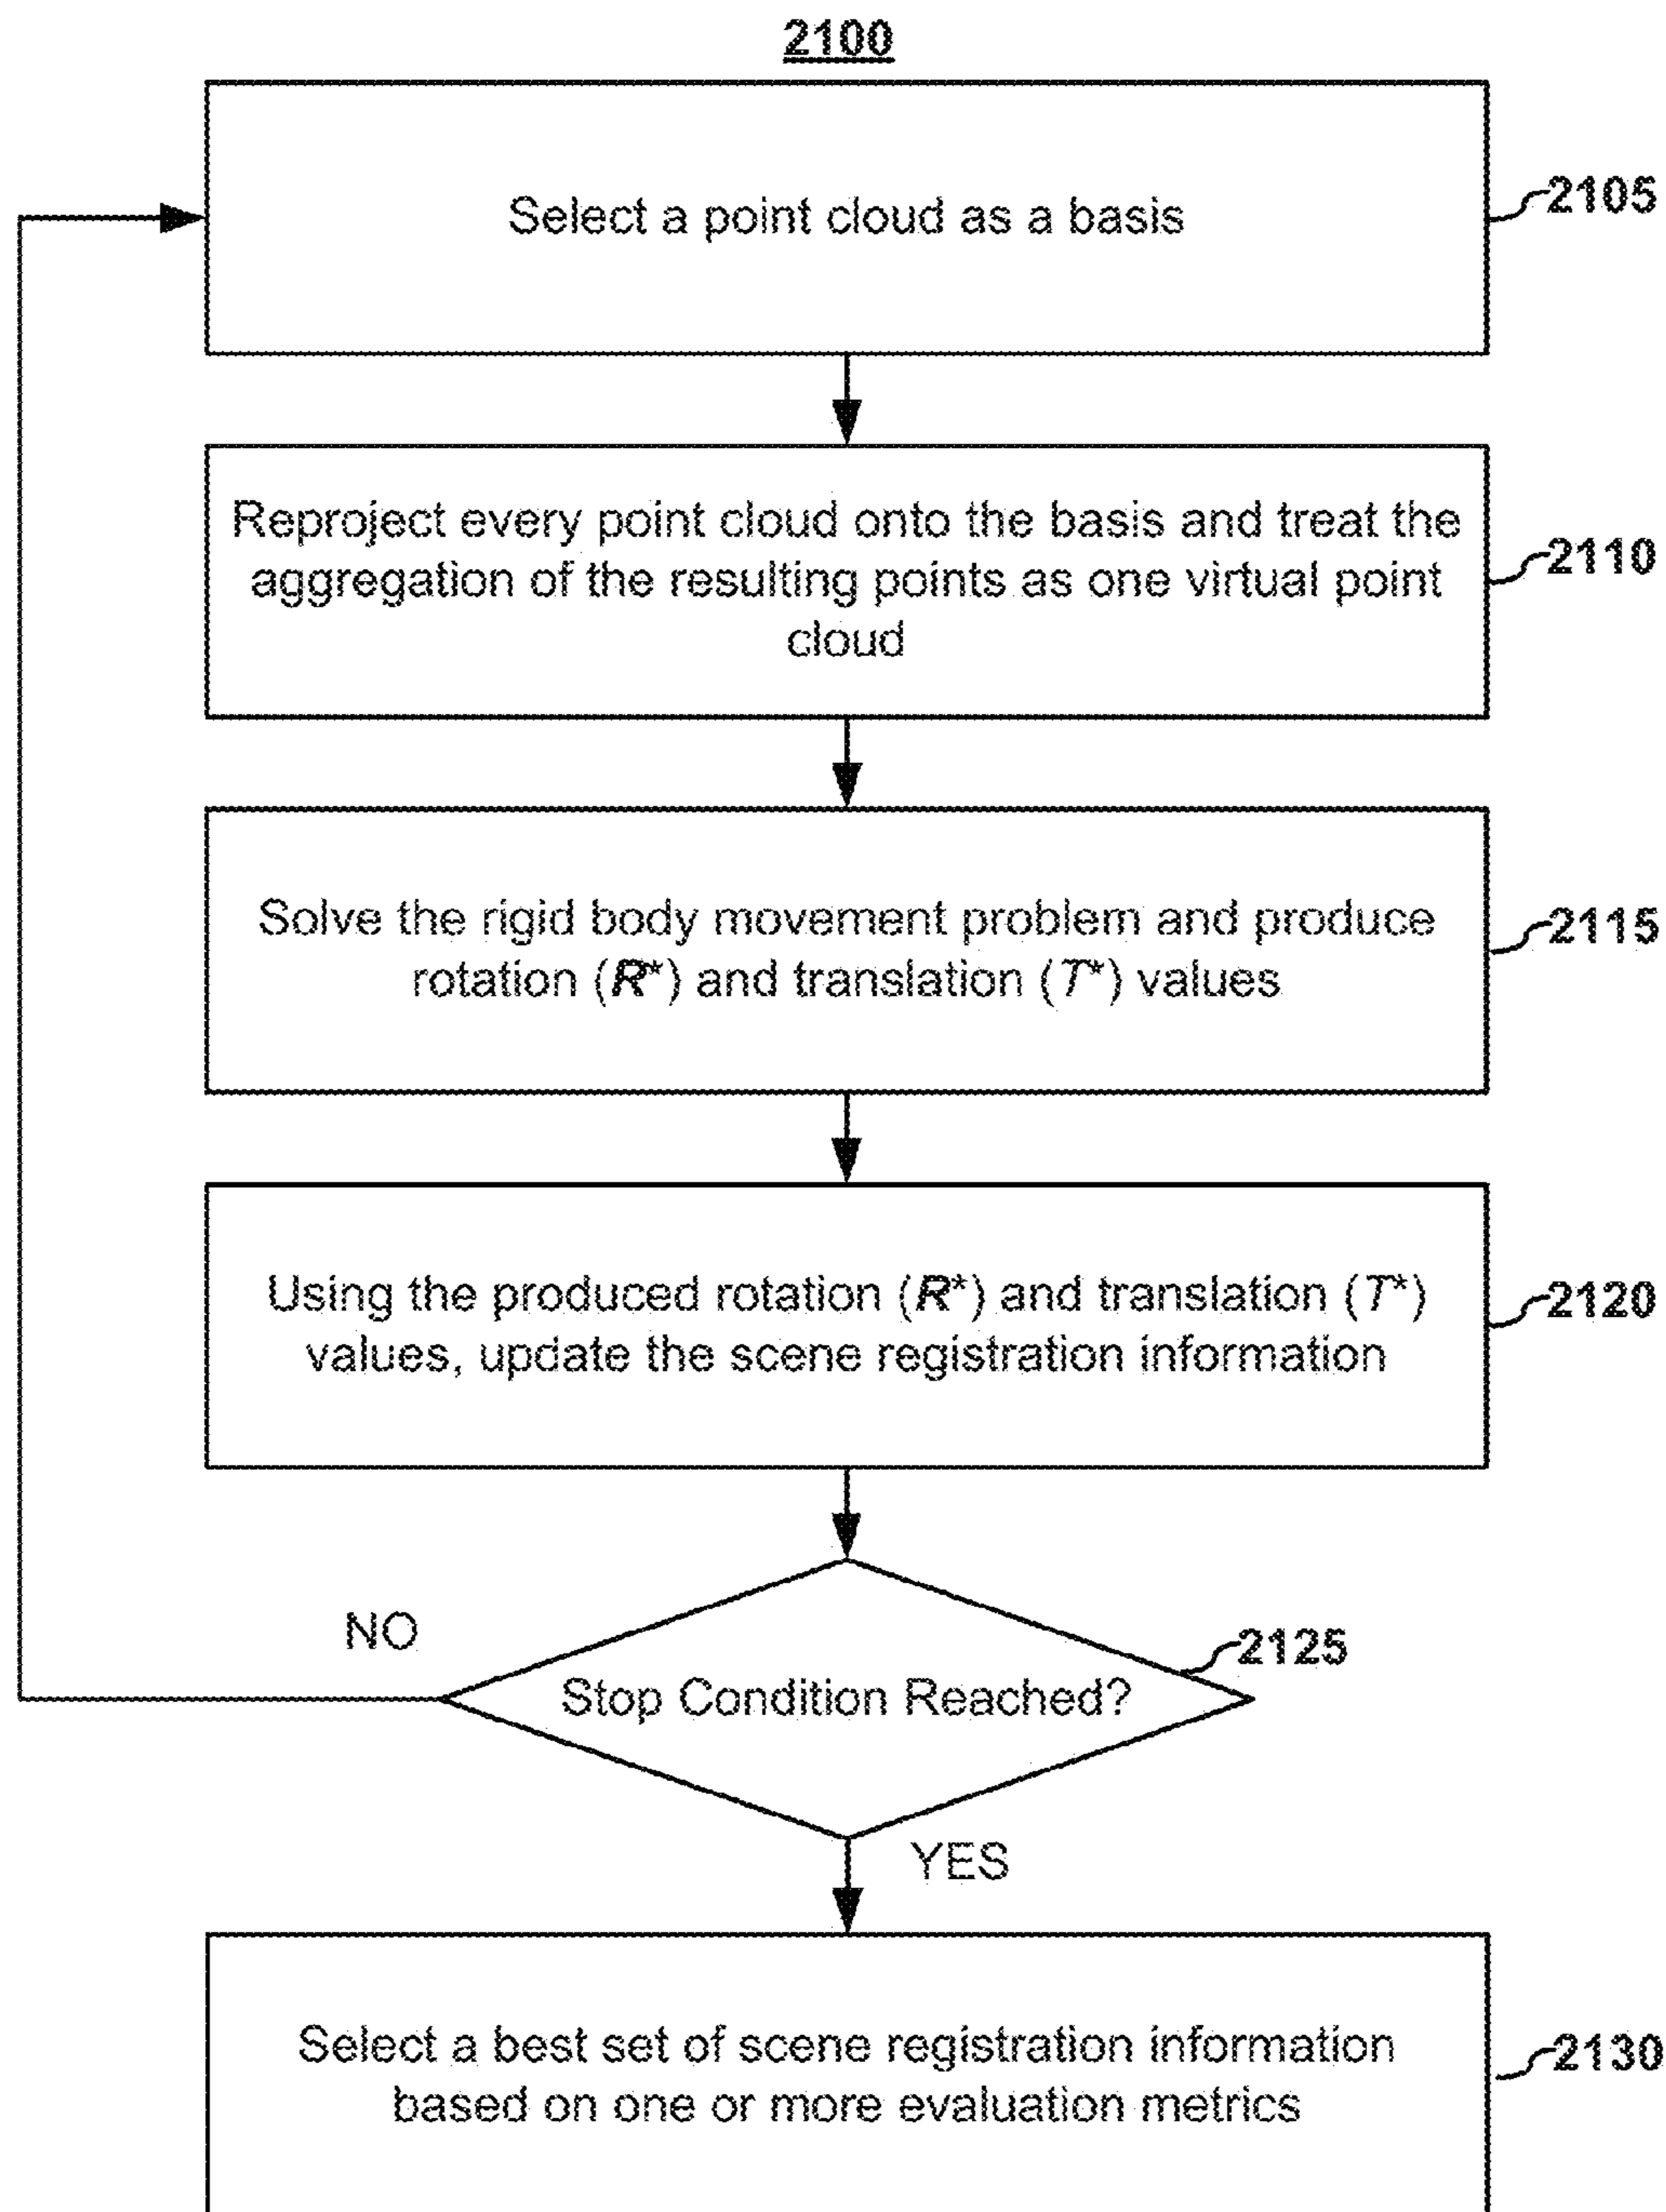 2100
Select a point cloud as a basis
2105
Reproject every point cloud onto the basis and treat the
aggregation of the resulting points as one virtual point
cloud
2110
Solve the rigid body movement problem and produce
rotation (R*) and translation (T*) values
2115
Using the produced rotation (R*) and translation (T*)
values, update the scene registration information
2120
NO
Stop Condition Reached?
2125
YES
Select a best set of scene registration information
based on one or more evaluation metrics
2130